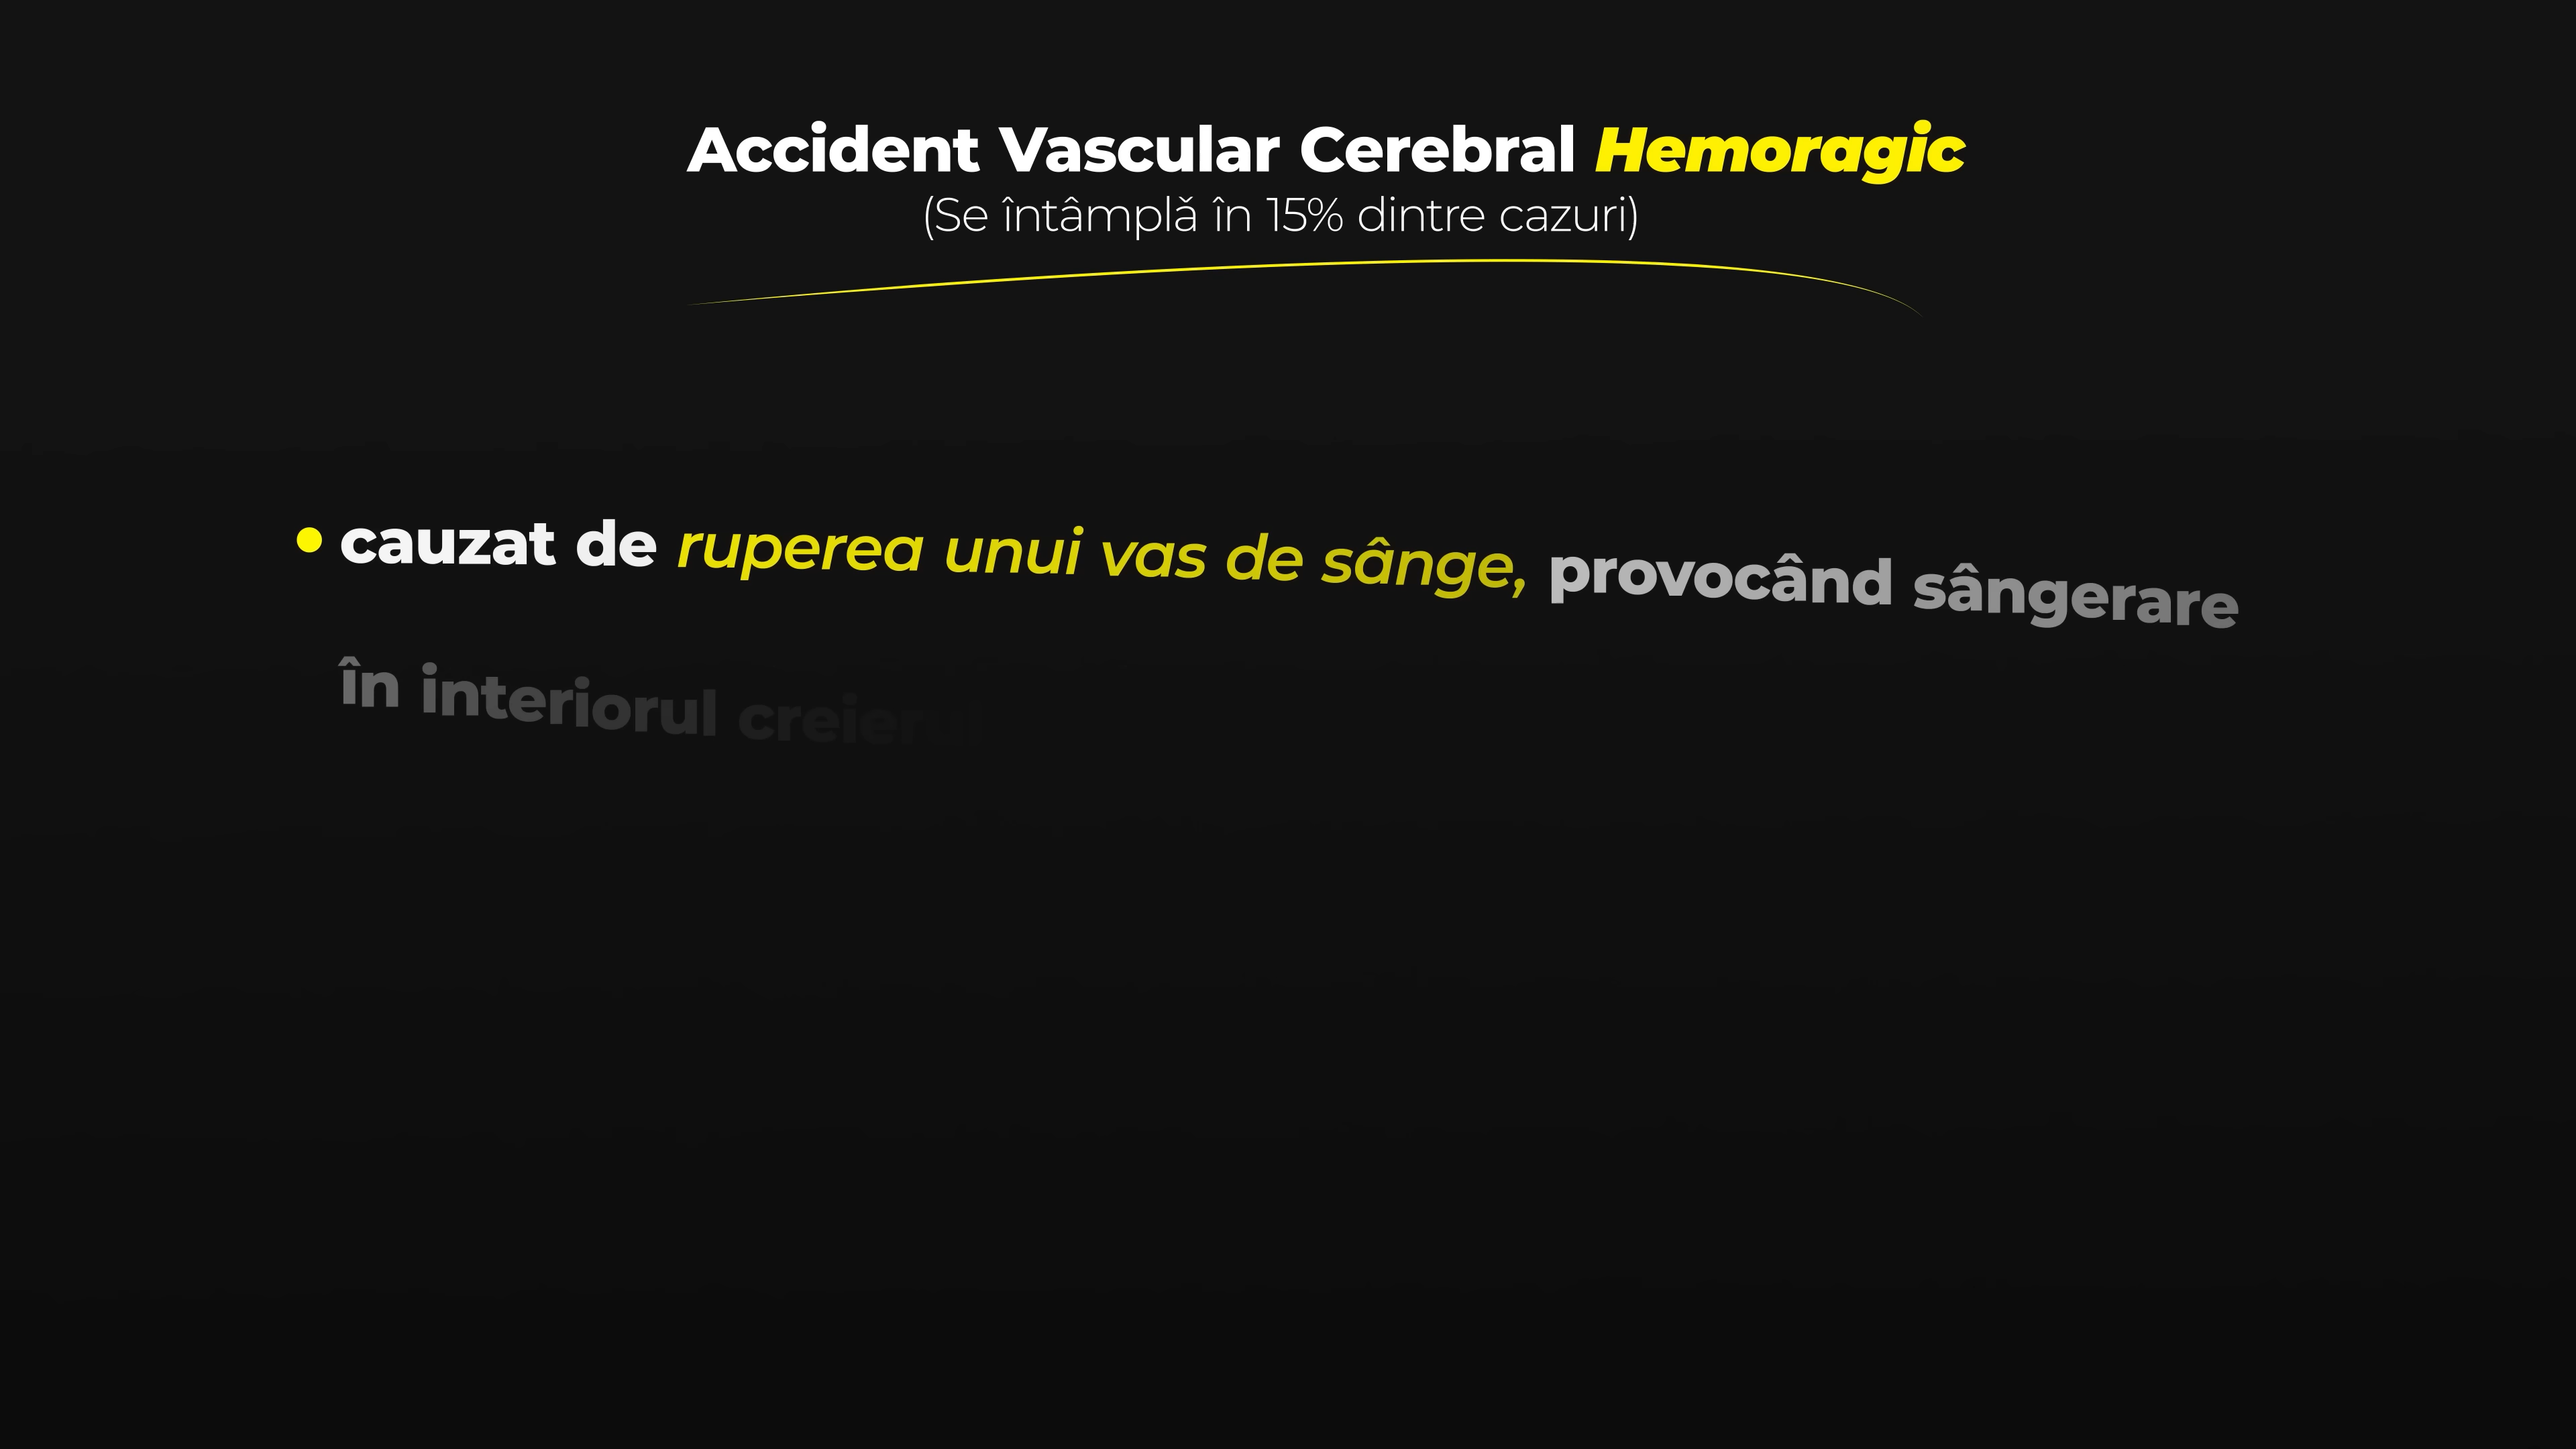 Accident Vascular Cerebral Hemoragic
(Se întâmplă în 15% dintre cazuri)
• cauzat de ruperea unui vas de sânge, provocând sângerare
în interiorul